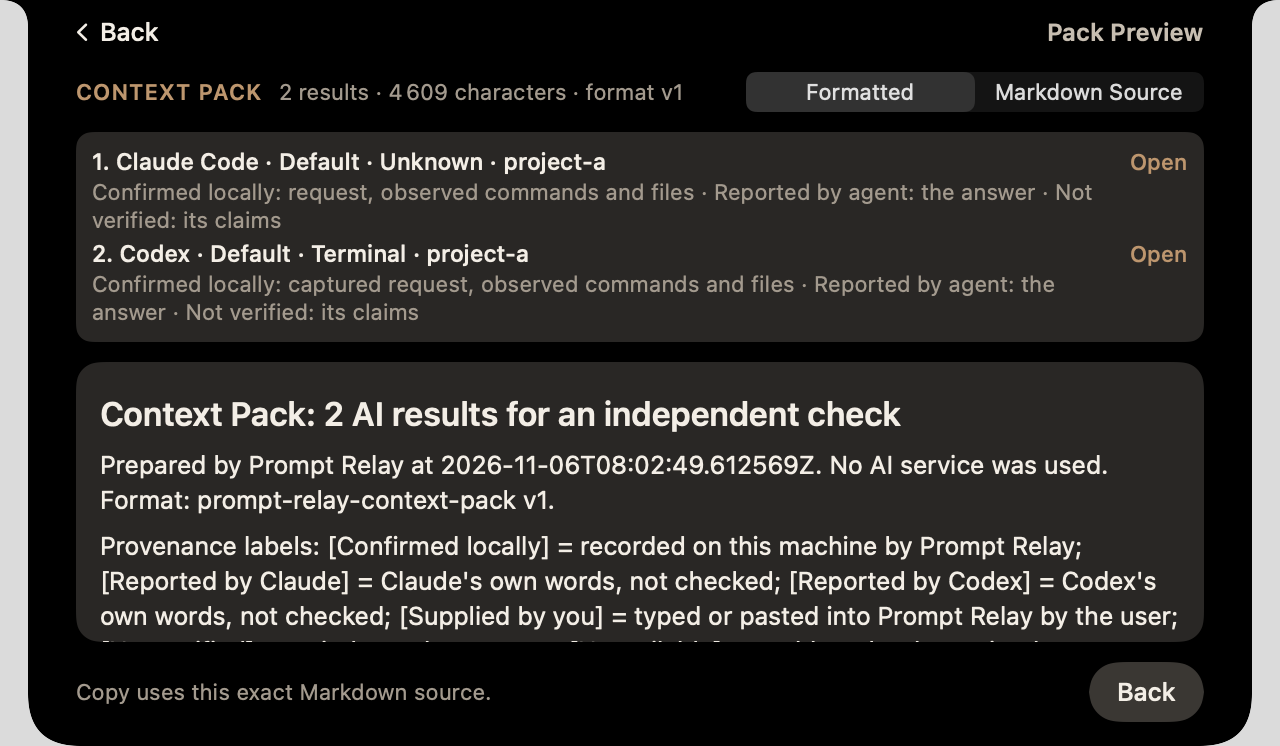 Back
Pack Preview
CONTEXT PACK 2 results · 4 609 characters · format v1
Formatted
Markdown Source
1. Claude Code · Default · Unknown · project-a
Open
Confirmed locally: request, observed commands and files · Reported by agent: the answer · Not
verified: its claims
2. Codex · Default · Terminal · project-a
Open
Confirmed locally: captured request, observed commands and files · Reported by agent: the
answer · Not verified: its claims
Context Pack: 2 AI results for an independent check
Prepared by Prompt Relay at 2026-11-06T08:02:49.612569Z. No AI service was used.
Format: prompt-relay-context-pack v1.
Provenance labels: [Confirmed locally] = recorded on this machine by Prompt Relay;
[Reported by Claude] = Claude's own words, not checked; [Reported by Codex] = Codex's
own words, not checked; [Supplied by you] = typed or pasted into Prompt Relay by the user;
Copy uses this exact Markdown source.
Back